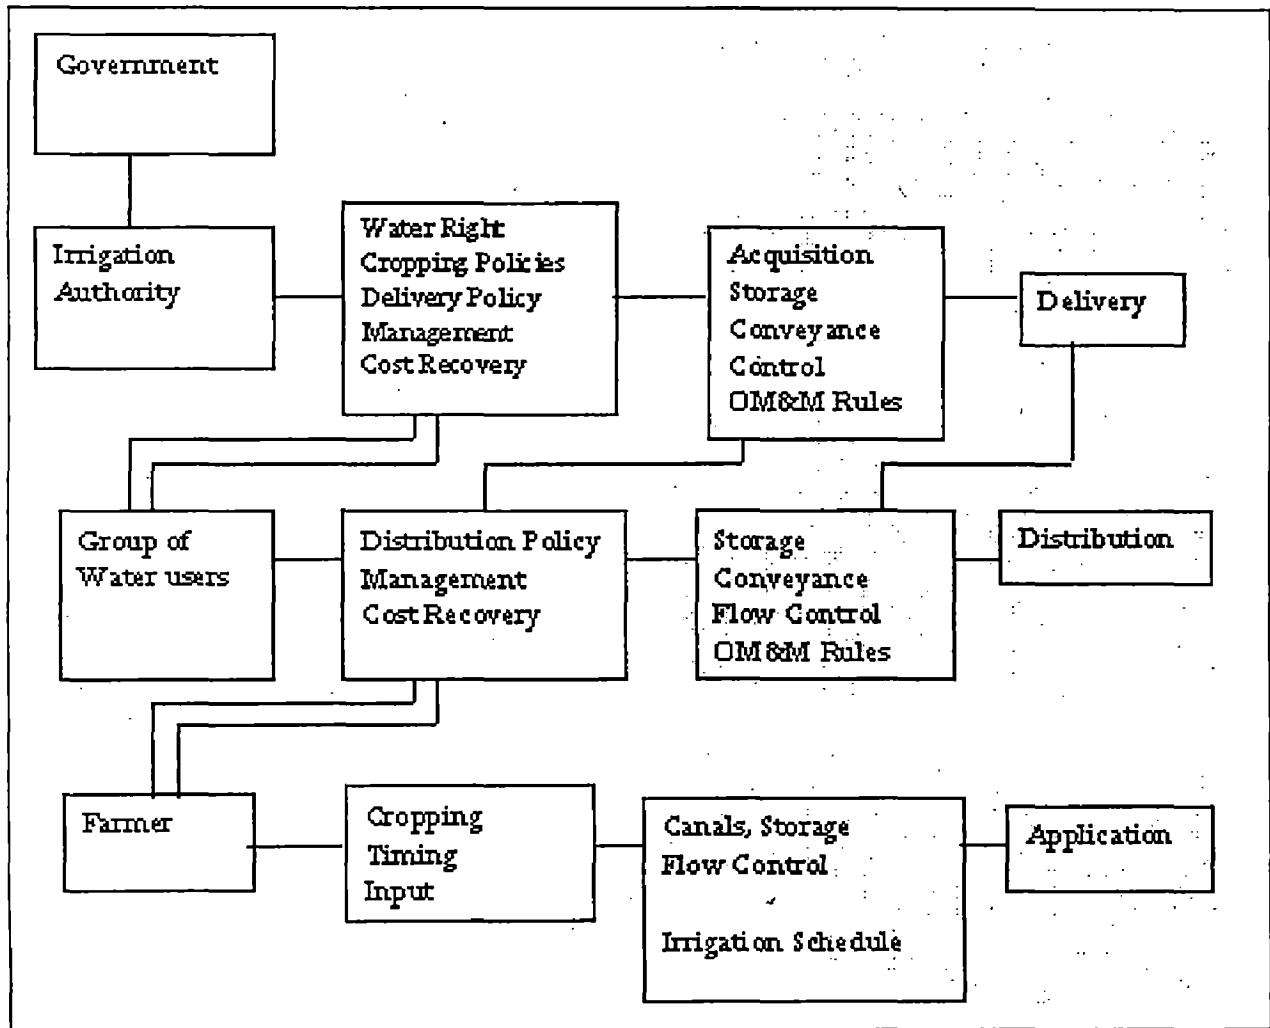 Government
Irrigation
Authority
Water Right
Cropping Policies
Delivery Policy
Management
Cost Recovery
Acquisition
Storage
Conveyance
Control
OM&M Rules
Delivery
Group of
Water users
Distribution Policy
Management
Cost Recovery
Storage
Conveyance
Flow Control
OM&M Rules
Distribution
Farmer
Cropping
Timing
Input
Canals, Storage
Flow Control
Irrigation Schedule
Application